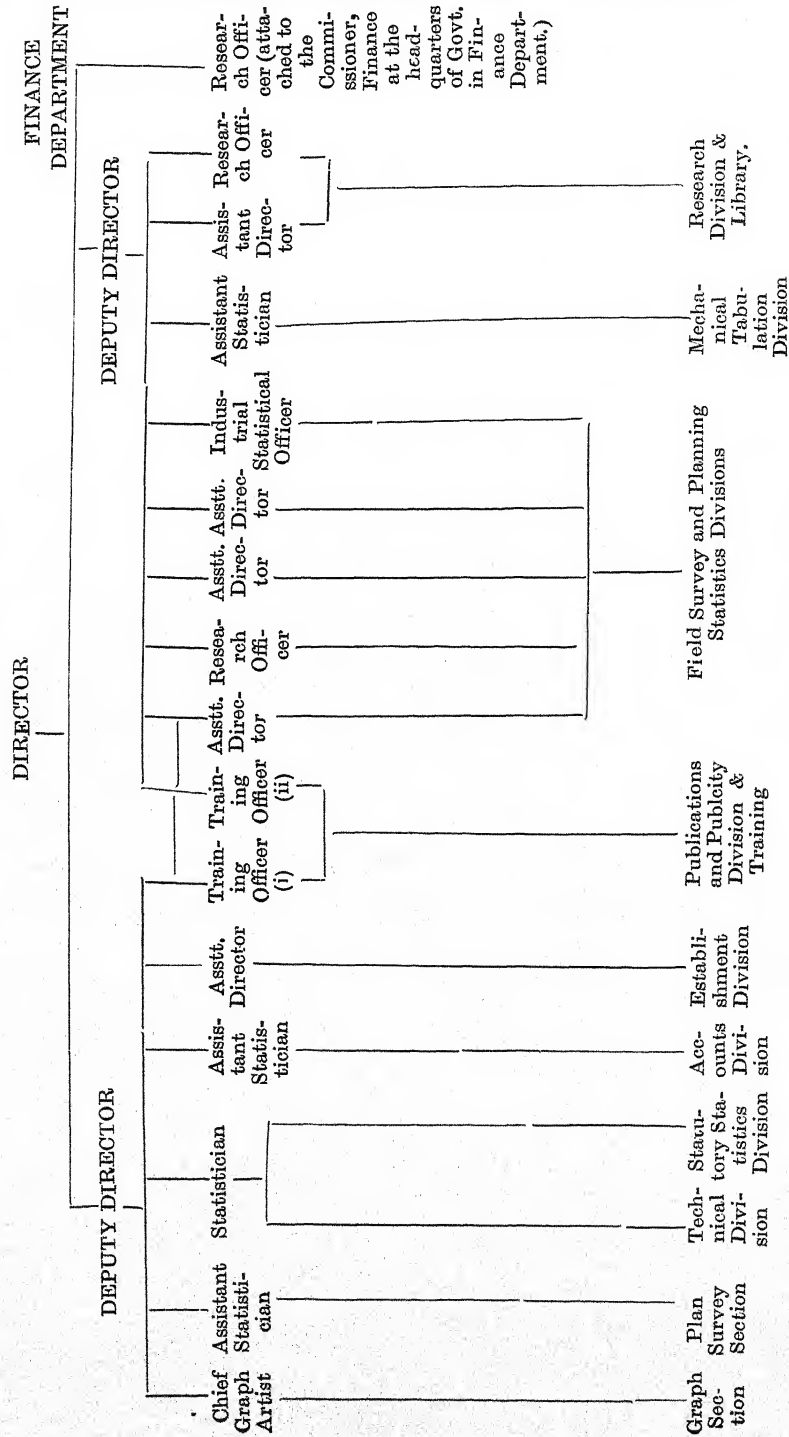 DIRECTOR
FINANCE
DEPARTMENT
DEPUTY DIRECTOR
DEPUTY DIRECTOR
Chief
Graph
Artist
Assistant
Statisti-
cian
Statistician
Assis-
tant
Statis-
tician
Asstt.
Director
Train-
ing
Officer
(i)
Train-
ing
Officer
(ii)
Asstt.
Direc-
tor
Resea-
rch
Offi-
cer
Asstt.
Direc-
tor
Asstt.
Direc-
tor
Indus-
trial
Statistical
Officer
Assistant
Statis-
tician
Assis-
tant
Direc-
tor
Resear-
ch Offi-
cer
Resear-
ch Offi-
cer (atta-
ched to
the
Commi-
ssioner,
Finance
at the
head-
quarters
of Govt.
in Fin-
ance
Depart-
ment.)
Graph
Sec-
tion
Plan
Survey
Section
Tech-
nical
Divi-
sion
Statu-
tory Sta-
tistics
Division
Acc-
ounts
Divi-
sion
Establi-
shment
Division
Publications
and Publcity
Division &
Training
Field Survey and Planning
Statistics Divisions
Mecha-
nical
Tabu-
lation
Division
Research
Division &
Library.